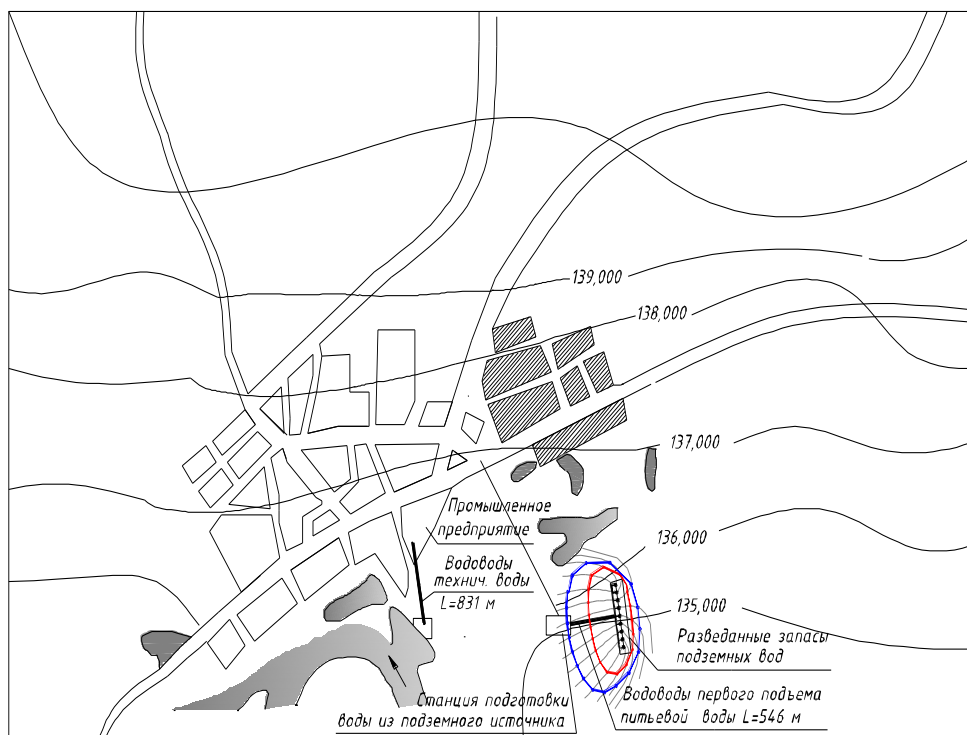 139,000
138,000
137,000
Промышленное
предприятие
136,000
Водоводы
технич. воды
L=831 м
135,000
Разведанные запасы
подземных вод
Станция подготовки
воды из подземного источника
Водоводы первого подъема
питьевой воды L=546 м